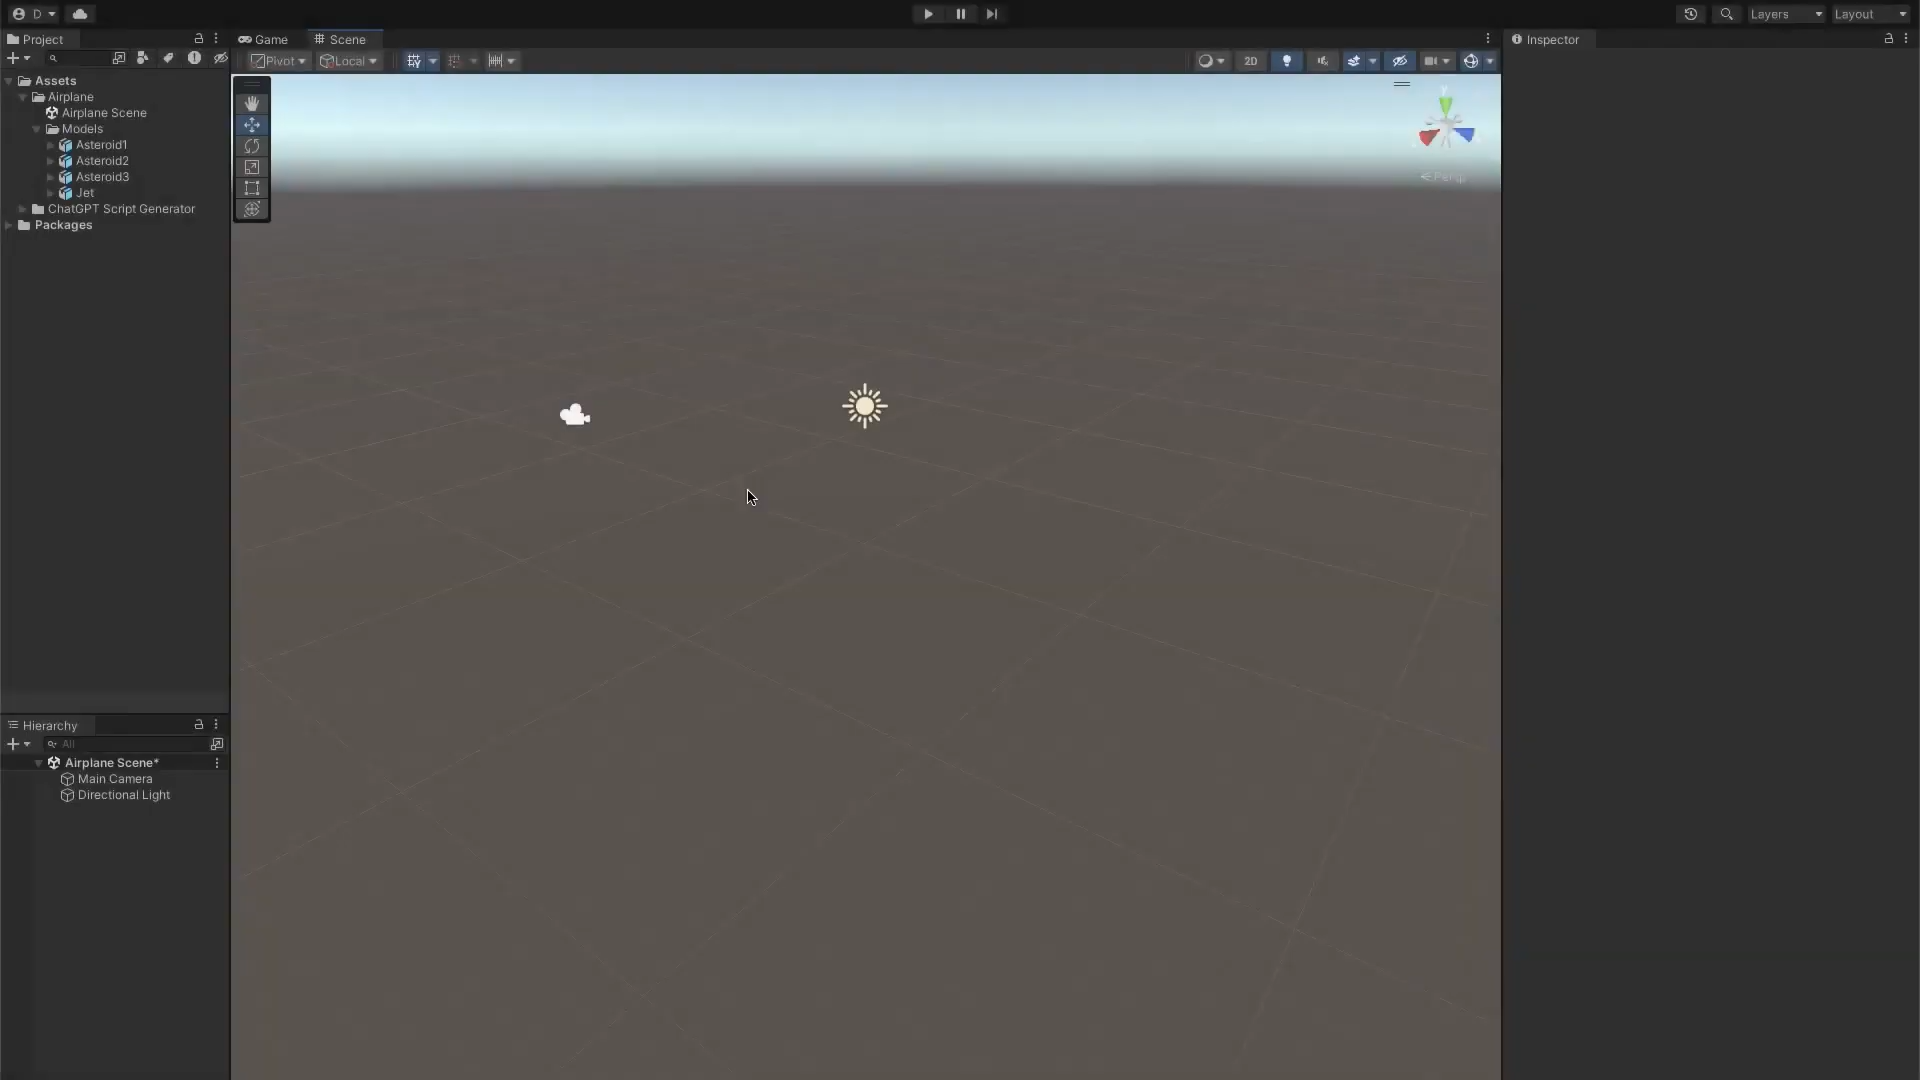 D
Layers
Layout
Project
Game
Scene
Inspector
Pivot
Local
2D
Assets
Airplane
Airplane Scene
Models
Asteroid1
Asteroid2
Asteroid3
Jet
ChatGPT Script Generator
Packages
y
Persp
Hierarchy
All
Airplane Scene*
Main Camera
Directional Light